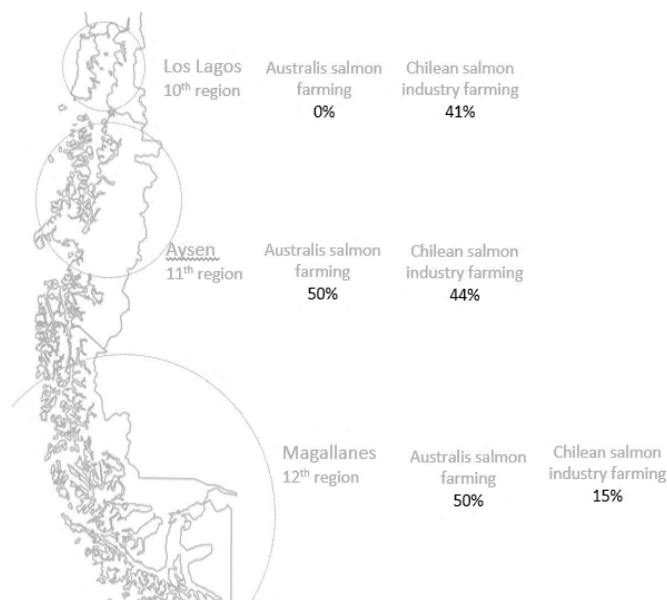 Los Lagos
10th region
Australis salmon
farming
0%
Chilean salmon
industry farming
41%
Aysen
11th region
Australis salmon
farming
50%
Chilean salmon
industry farming
44%
Magallanes
12th region
Australis salmon
farming
50%
Chilean salmon
industry farming
15%